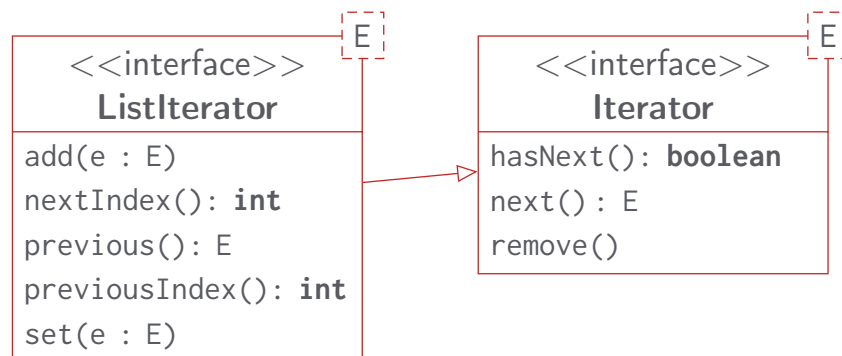 E
<<interface>>
ListIterator
add(e : E)
nextIndex(): int
previous(): E
previousIndex(): int
set(e : E)
E
<<interface>>
Iterator
hasNext(): boolean
next(): E
remove()